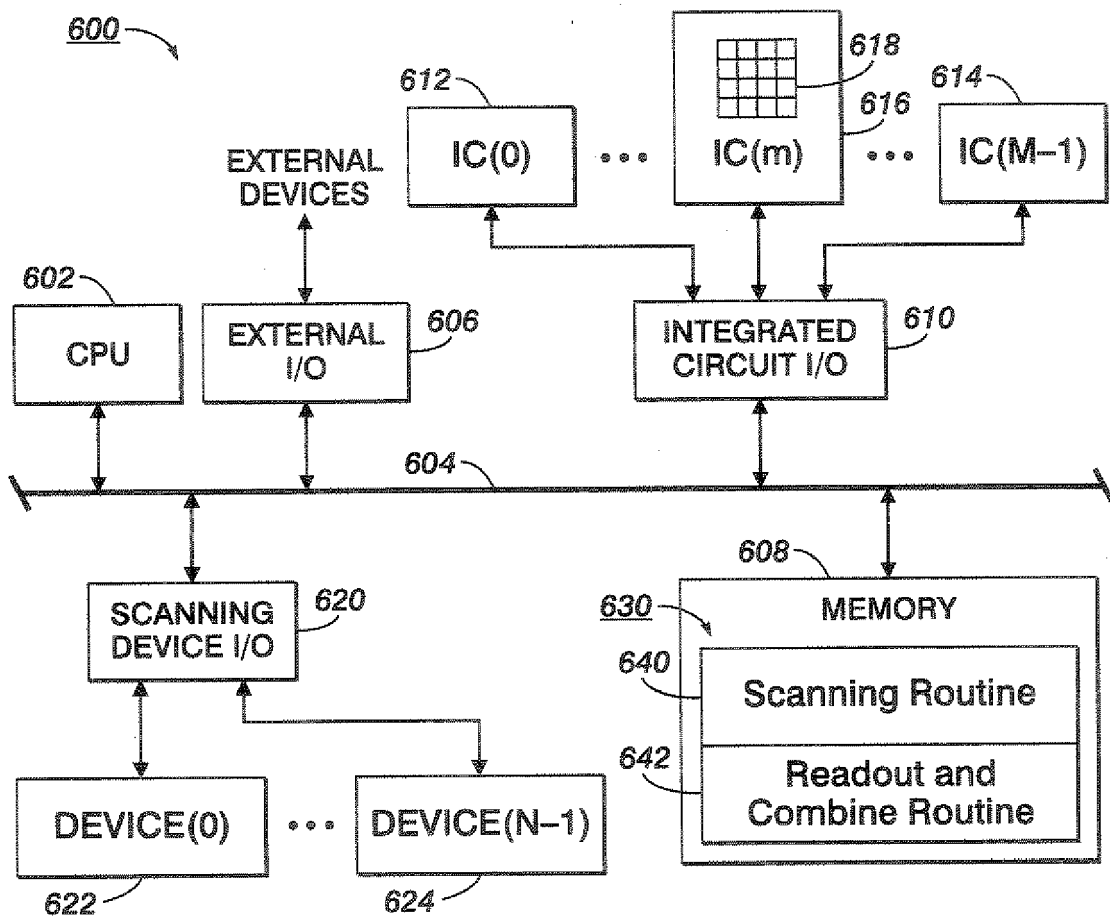 600
612
618
616
614
IC(0)
IC(m)
IC(M–1)
EXTERNAL
DEVICES
602
CPU
EXTERNAL
I/O
606
INTEGRATED
CIRCUIT I/O
610
604
SCANNING
DEVICE I/O
620
608
MEMORY
630
640
Scanning Routine
642
Readout and
Combine Routine
DEVICE(0)
DEVICE(N–1)
622
624